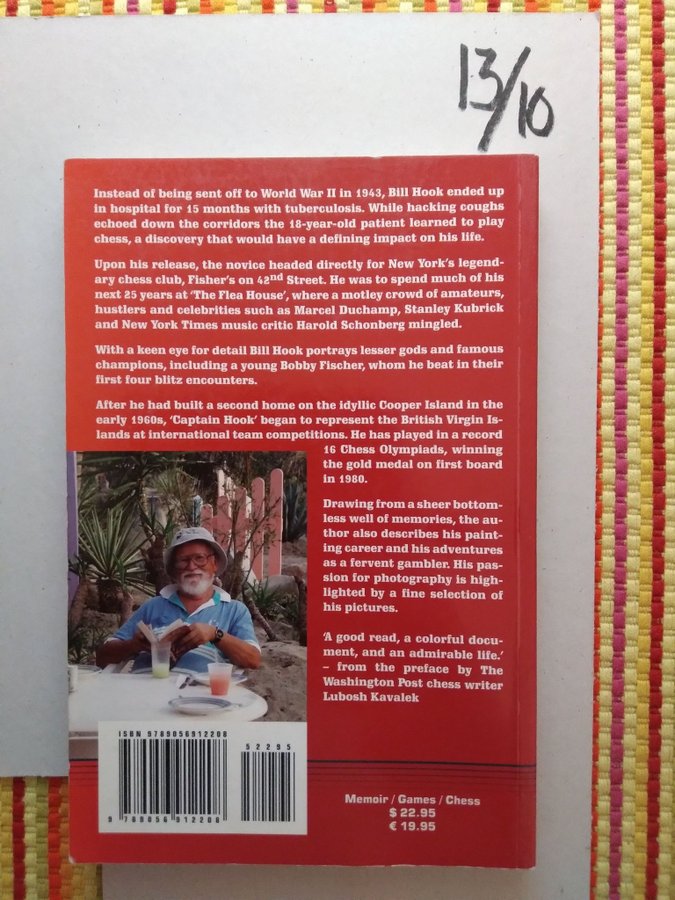 13/10
Instead of being sent off to World War II in 1943, Bill Hook ended up
in hospital for 15 months with tuberculosis. While hacking coughs
echoed down the corridors the 18-year-old patient learned to play
chess, a discovery that would have a defining impact on his life.
Upon his release, the novice headed directly for New York's legend-
ary chess club, Fisher's on 42nd Street. He was to spend much of his
next 25 years at 'The Flea House', where a motley crowd of amateurs,
hustlers and celebrities such as Marcel Duchamp, Stanley Kubrick
and New York Times music critic Harold Schonberg mingled.
With a keen eye for detail Bill Hook portrays lesser gods and famous
champions, including a young Bobby Fischer, whom he beat in their
first four blitz encounters.
After he had built a second home on the idyllic Cooper Island in the
early 1960s, 'Captain Hook' began to represent the British Virgin Is-
lands at international team competitions. He has played in a record
16 Chess Olympiads, winning
the gold medal on first board
in 1980.
Drawing from a sheer bottom-
less well of memories, the au-
thor also describes his paint-
ing career and his adventures
as a fervent gambler. His pas-
sion for photography is high-
lighted by a fine selection of
his pictures.
'A good read, a colorful docu-
ment, and an admirable life.'
– from the preface by The
Washington Post chess writer
Lubosh Kavalek
ISBN 9789056912208
52295
9 789056 912208
Memoir / Games / Chess
$ 22.95
€ 19.95